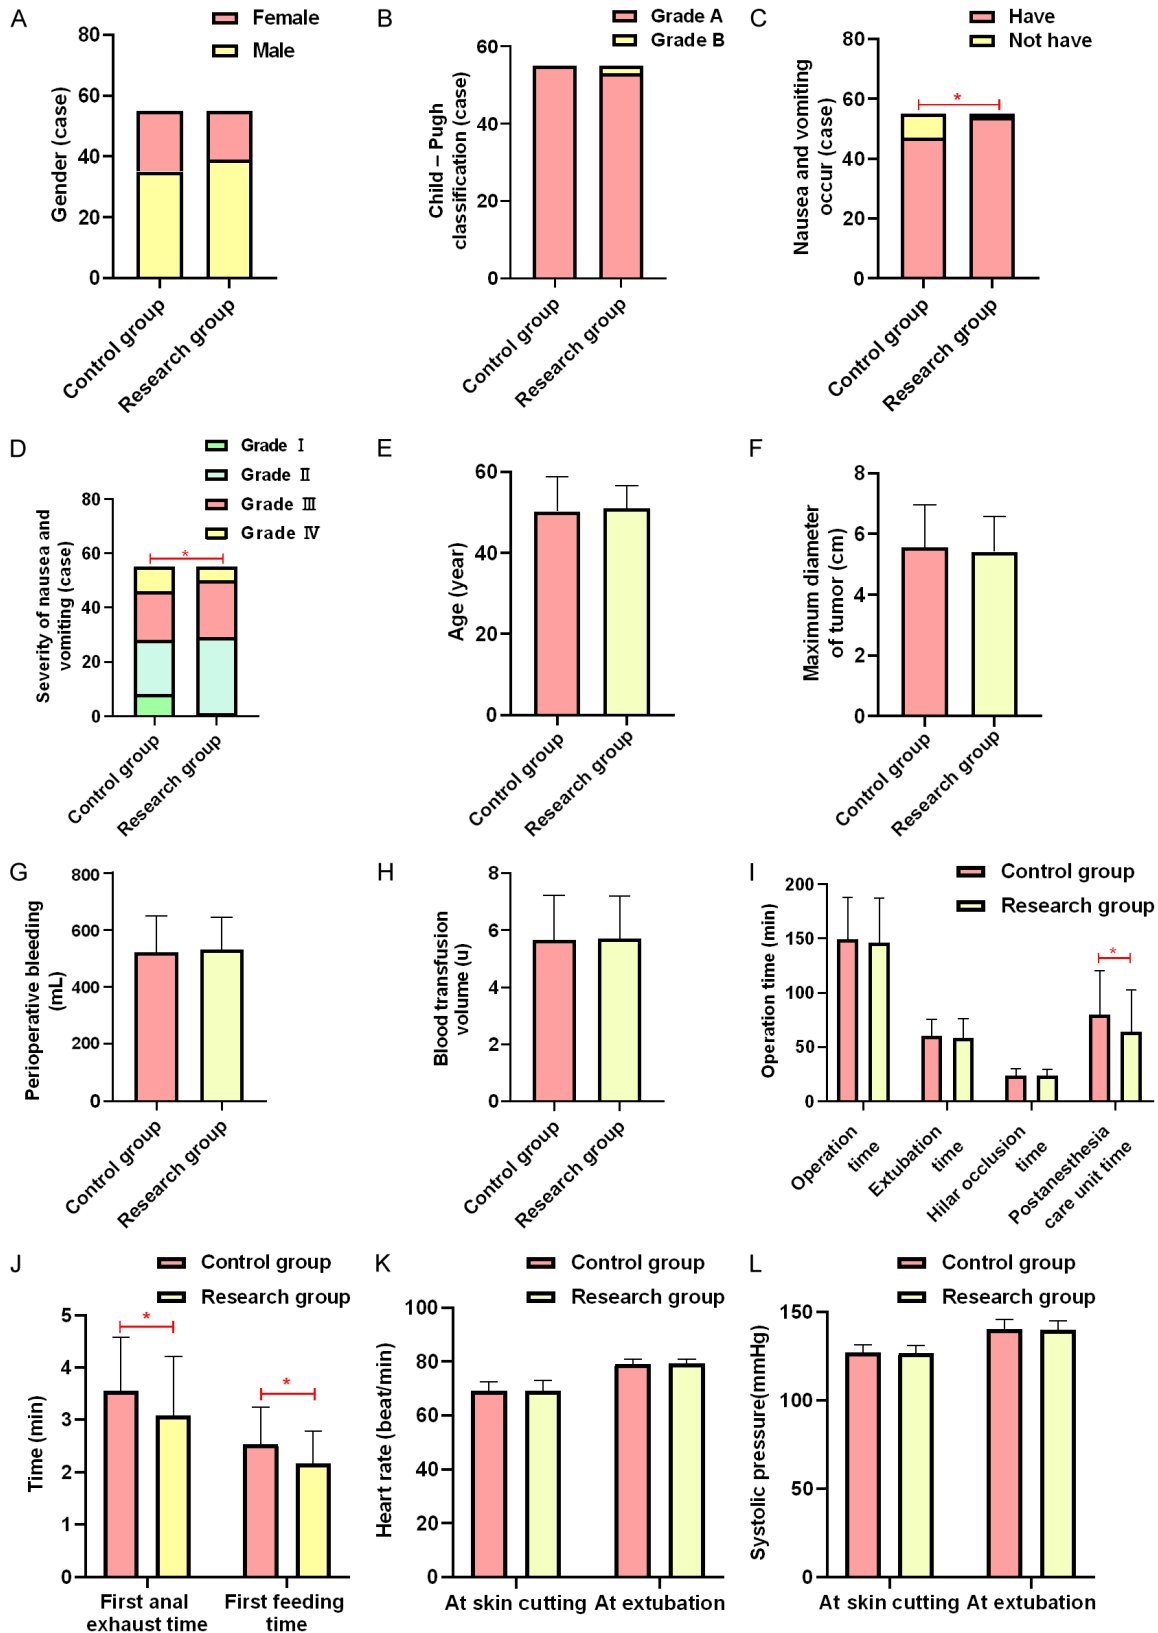 A
Female
Male
Gender (case)
80
60
40
20
0
Control group
Research group
B
Grade A
Grade B
Child – Pugh
classification (case)
60
40
20
0
Control group
Research group
C
Have
Not have
Nausea and vomiting
occur (case)
80
60
40
20
0
*
Control group
Research group
D
Grade Ⅰ
Grade Ⅱ
Grade Ⅲ
Grade Ⅳ
Severity of nausea and
vomiting (case)
80
60
40
20
0
*
Control group
Research group
E
Age (year)
60
40
20
0
Control group
Research group
F
Maximum diameter
of tumor (cm)
8
6
4
2
0
Control group
Research group
G
Perioperative bleeding
(mL)
800
600
400
200
0
Control group
Research group
H
Blood transfusion
volume (u)
8
6
4
2
0
Control group
Research group
I
Control group
Research group
Operation time (min)
200
150
100
50
0
*
Operation
time
Extubation
time
Hilar occlusion
time
Postanesthesia
care unit time
J
Control group
Research group
Time (min)
5
4
3
2
1
0
*
*
First anal
exhaust time
First feeding
time
K
Control group
Research group
Heart rate (beat/min)
100
80
60
40
20
0
At skin cutting
At extubation
L
Control group
Research group
Systolic pressure(mmHg)
150
100
50
0
At skin cutting
At extubation